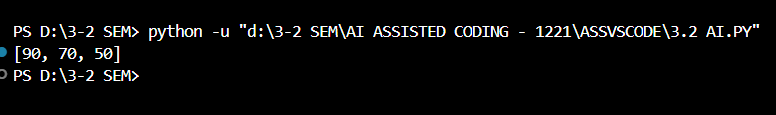 PS D:\3-2 SEM> python -u "d:\3-2 SEM\AI ASSISTED CODING - 1221\ASSVSCODE\3.2 AI.PY"
[90, 70, 50]
PS D:\3-2 SEM>